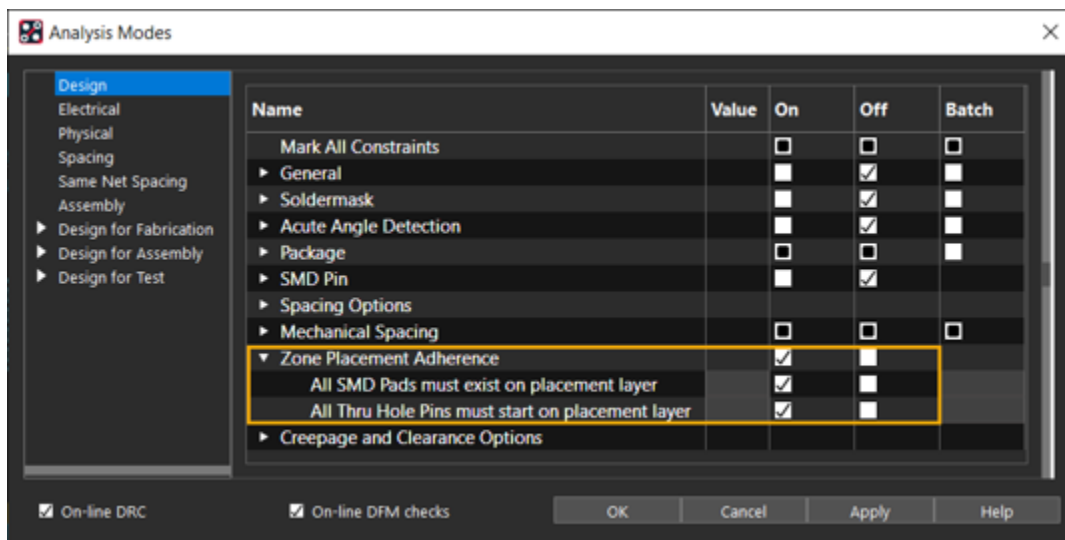 Analysis Modes
Design
Electrical
Physical
Spacing
Same Net Spacing
Assembly
Design for Fabrication
Design for Assembly
Design for Test
Name Value On Off Batch
Mark All Constraints
General
Soldermask
Acute Angle Detection
Package
SMD Pin
Spacing Options
Mechanical Spacing
Zone Placement Adherence
All SMD Pads must exist on placement layer
All Thru Hole Pins must start on placement layer
Creepage and Clearance Options
On-line DRC On-line DFM checks OK Cancel Apply Help